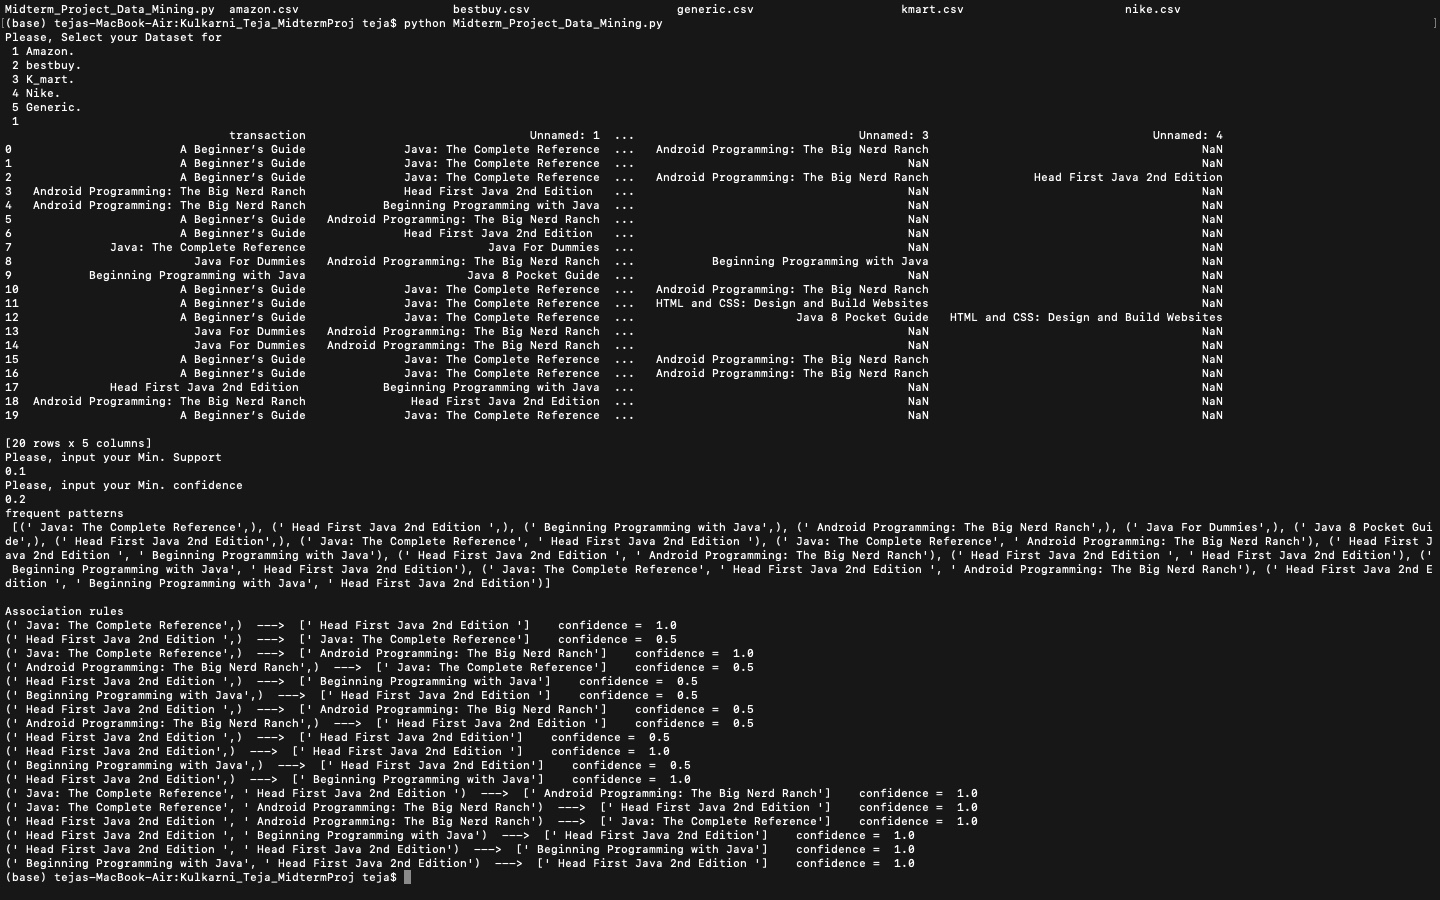 Midterm_Project_Data_Mining.py  amazon.csv                      bestbuy.csv                     generic.csv                     kmart.csv                       nike.csv
[(base) tejas-MacBook-Air:Kulkarni_Teja_MidtermProj teja$ python Midterm_Project_Data_Mining.py ]
Please, Select your Dataset for
 1 Amazon.
 2 bestbuy.
 3 K_mart.
 4 Nike.
 5 Generic.
 1
                                transaction                                Unnamed: 1  ...                                Unnamed: 3                                Unnamed: 4
0                         A Beginner’s Guide              Java: The Complete Reference  ...   Android Programming: The Big Nerd Ranch                                       NaN
1                         A Beginner’s Guide              Java: The Complete Reference  ...                                       NaN                                       NaN
2                         A Beginner’s Guide              Java: The Complete Reference  ...   Android Programming: The Big Nerd Ranch                 Head First Java 2nd Edition
3   Android Programming: The Big Nerd Ranch              Head First Java 2nd Edition   ...                                       NaN                                       NaN
4   Android Programming: The Big Nerd Ranch           Beginning Programming with Java  ...                                       NaN                                       NaN
5                         A Beginner’s Guide   Android Programming: The Big Nerd Ranch  ...                                       NaN                                       NaN
6                         A Beginner’s Guide              Head First Java 2nd Edition   ...                                       NaN                                       NaN
7               Java: The Complete Reference                          Java For Dummies  ...                                       NaN                                       NaN
8                           Java For Dummies   Android Programming: The Big Nerd Ranch  ...           Beginning Programming with Java                                       NaN
9            Beginning Programming with Java                       Java 8 Pocket Guide  ...                                       NaN                                       NaN
10                        A Beginner’s Guide              Java: The Complete Reference  ...   Android Programming: The Big Nerd Ranch                                       NaN
11                        A Beginner’s Guide              Java: The Complete Reference  ...   HTML and CSS: Design and Build Websites                                       NaN
12                        A Beginner’s Guide              Java: The Complete Reference  ...                       Java 8 Pocket Guide   HTML and CSS: Design and Build Websites
13                          Java For Dummies   Android Programming: The Big Nerd Ranch  ...                                       NaN                                       NaN
14                          Java For Dummies   Android Programming: The Big Nerd Ranch  ...                                       NaN                                       NaN
15                        A Beginner’s Guide              Java: The Complete Reference  ...   Android Programming: The Big Nerd Ranch                                       NaN
16                        A Beginner’s Guide              Java: The Complete Reference  ...   Android Programming: The Big Nerd Ranch                                       NaN
17              Head First Java 2nd Edition            Beginning Programming with Java  ...                                       NaN                                       NaN
18  Android Programming: The Big Nerd Ranch               Head First Java 2nd Edition  ...                                       NaN                                       NaN
19                        A Beginner’s Guide              Java: The Complete Reference  ...                                       NaN                                       NaN
[20 rows x 5 columns]
Please, input your Min. Support
0.1
Please, input your Min. confidence
0.2
frequent patterns
 [(' Java: The Complete Reference',), (' Head First Java 2nd Edition ',), (' Beginning Programming with Java',), (' Android Programming: The Big Nerd Ranch',), (' Java For Dummies',), (' Java 8 Pocket Gui
de',), (' Head First Java 2nd Edition',), (' Java: The Complete Reference', ' Head First Java 2nd Edition '), (' Java: The Complete Reference', ' Android Programming: The Big Nerd Ranch'), (' Head First J
ava 2nd Edition ', ' Beginning Programming with Java'), (' Head First Java 2nd Edition ', ' Android Programming: The Big Nerd Ranch'), (' Head First Java 2nd Edition ', ' Head First Java 2nd Edition'), ('
 Beginning Programming with Java', ' Head First Java 2nd Edition'), (' Java: The Complete Reference', ' Head First Java 2nd Edition ', ' Android Programming: The Big Nerd Ranch'), (' Head First Java 2nd E
dition ', ' Beginning Programming with Java', ' Head First Java 2nd Edition')]
Association rules
(' Java: The Complete Reference',)  --->  [' Head First Java 2nd Edition ']    confidence =  1.0
(' Head First Java 2nd Edition ',)  --->  [' Java: The Complete Reference']    confidence =  0.5
(' Java: The Complete Reference',)  --->  [' Android Programming: The Big Nerd Ranch']    confidence =  1.0
(' Android Programming: The Big Nerd Ranch',)  --->  [' Java: The Complete Reference']    confidence =  0.5
(' Head First Java 2nd Edition ',)  --->  [' Beginning Programming with Java']    confidence =  0.5
(' Beginning Programming with Java',)  --->  [' Head First Java 2nd Edition ']    confidence =  0.5
(' Head First Java 2nd Edition ',)  --->  [' Android Programming: The Big Nerd Ranch']    confidence =  0.5
(' Android Programming: The Big Nerd Ranch',)  --->  [' Head First Java 2nd Edition ']    confidence =  0.5
(' Head First Java 2nd Edition ',)  --->  [' Head First Java 2nd Edition']    confidence =  0.5
(' Head First Java 2nd Edition',)  --->  [' Head First Java 2nd Edition ']    confidence =  1.0
(' Beginning Programming with Java',)  --->  [' Head First Java 2nd Edition']    confidence =  0.5
(' Head First Java 2nd Edition',)  --->  [' Beginning Programming with Java']    confidence =  1.0
(' Java: The Complete Reference', ' Head First Java 2nd Edition ')  --->  [' Android Programming: The Big Nerd Ranch']    confidence =  1.0
(' Java: The Complete Reference', ' Android Programming: The Big Nerd Ranch')  --->  [' Head First Java 2nd Edition ']    confidence =  1.0
(' Head First Java 2nd Edition ', ' Android Programming: The Big Nerd Ranch')  --->  [' Java: The Complete Reference']    confidence =  1.0
(' Head First Java 2nd Edition ', ' Beginning Programming with Java')  --->  [' Head First Java 2nd Edition']    confidence =  1.0
(' Head First Java 2nd Edition ', ' Head First Java 2nd Edition')  --->  [' Beginning Programming with Java']    confidence =  1.0
(' Beginning Programming with Java', ' Head First Java 2nd Edition')  --->  [' Head First Java 2nd Edition ']    confidence =  1.0
(base) tejas-MacBook-Air:Kulkarni_Teja_MidtermProj teja$